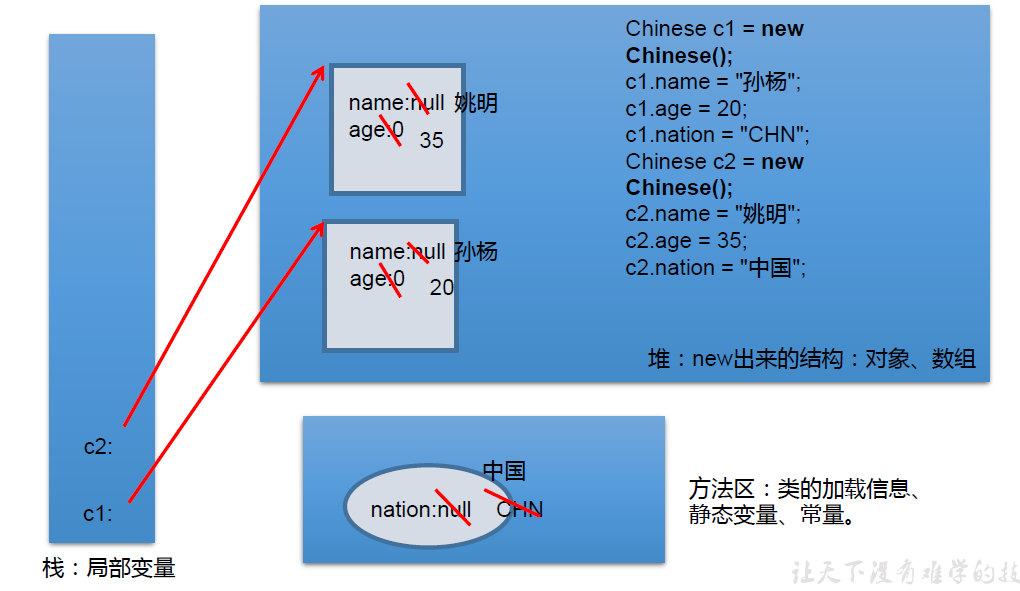 Chinese c1 = new
Chinese();
c1.name = "孙杨";
c1.age = 20;
c1.nation = "CHN";
Chinese c2 = new
Chinese();
c2.name = "姚明";
c2.age = 35;
c2.nation = "中国";
name:null 姚明
age:0
35
name:null 孙杨
age:0
20
堆：new出来的结构：对象、数组
c2:
c1:
栈：局部变量
中国
nation:null CHN
方法区：类的加载信息、
静态变量、常量。
让天下没有难学的技